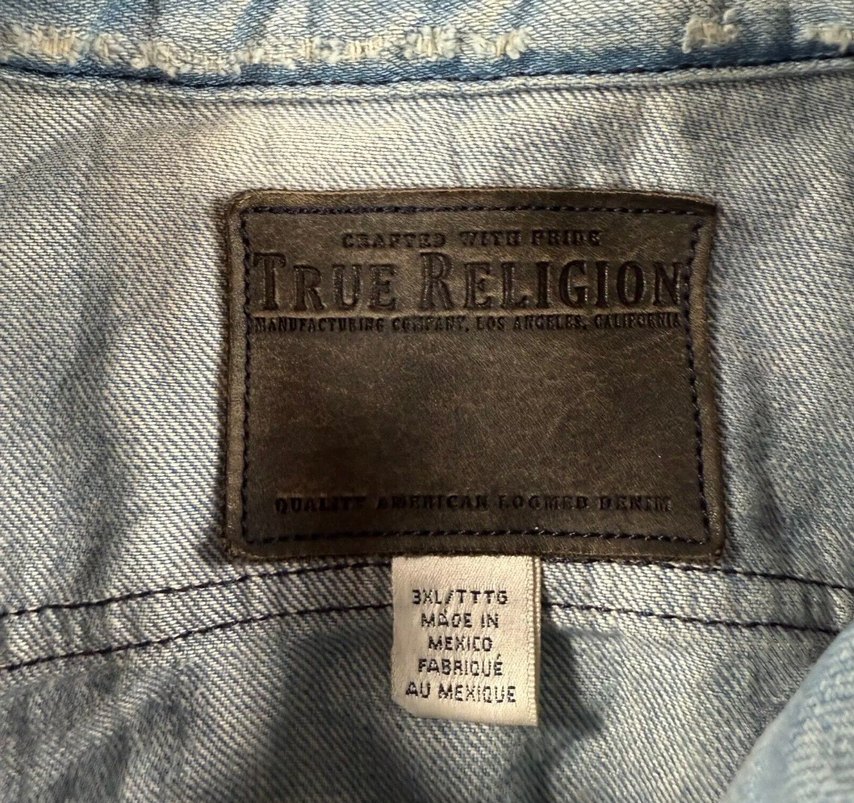 CRAFTED WITH PRIDE
TRUE RELIGION
MANUFACTURING COMPANY, LOS ANGELES, CALIFORNIA
QUALITY AMERICAN LOOMED DENIM
3XL/TTTG
MADE IN
MEXICO
FABRIQUÉ
AU MEXIQUE